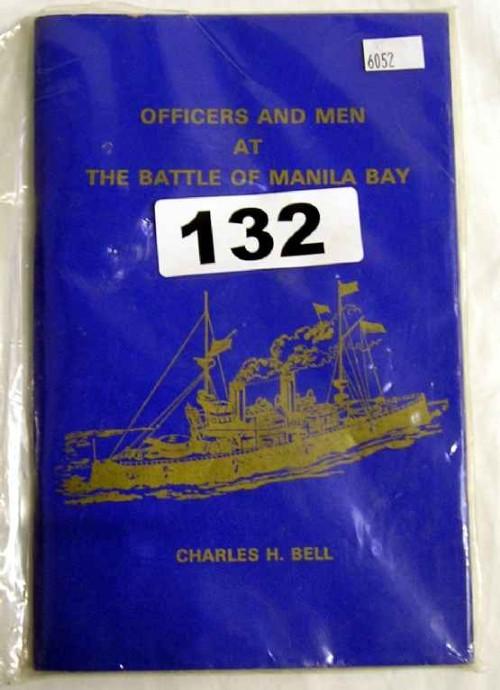 6052
OFFICERS AND MEN
AT
THE BATTLE OF MANILA BAY
132
CHARLES H. BELL